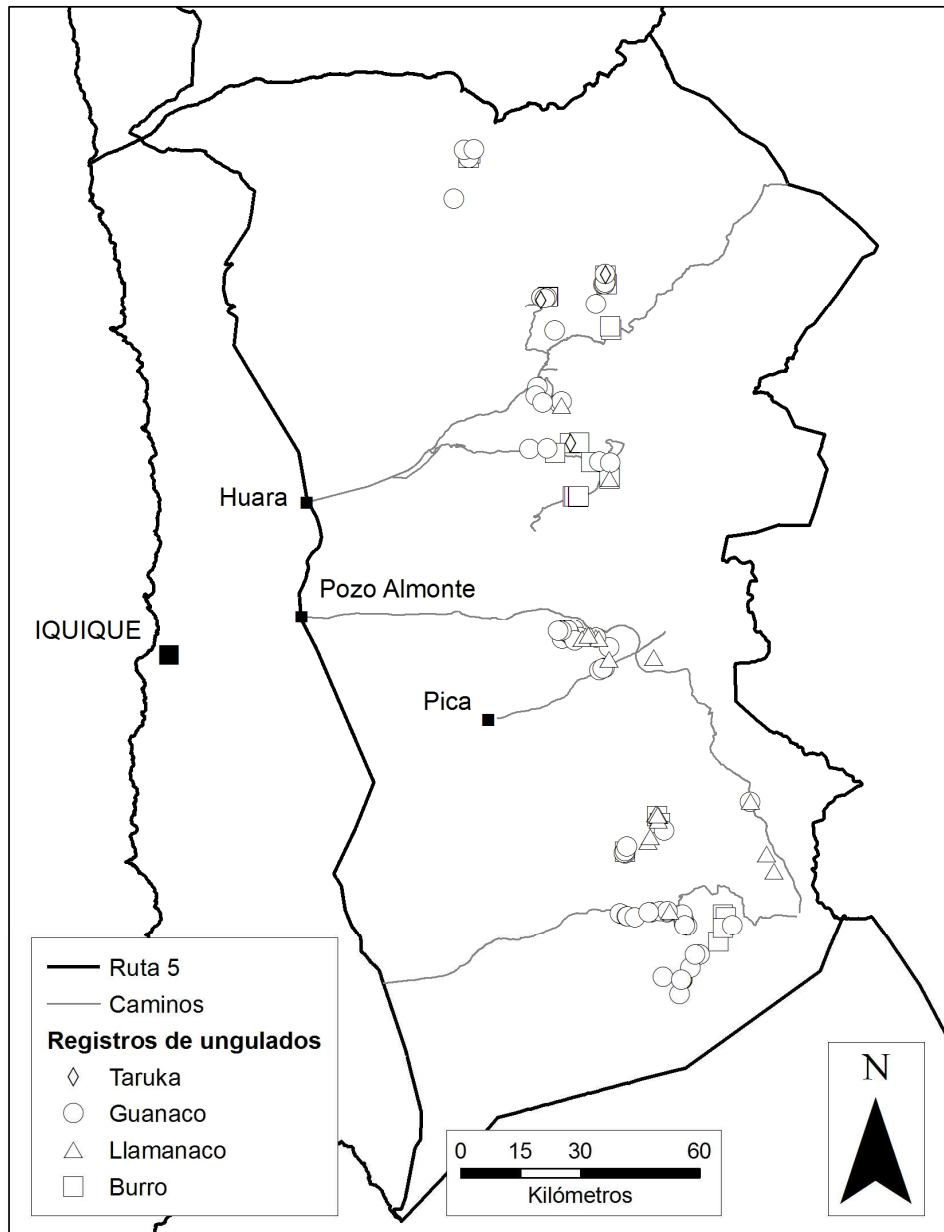 Huara
Pozo Almonte
IQUIQUE
Pica
Ruta 5
Caminos
Registros de ungulados
Taruka
Guanaco
Llamanaco
Burro
0 15 30 60
Kilómetros
N